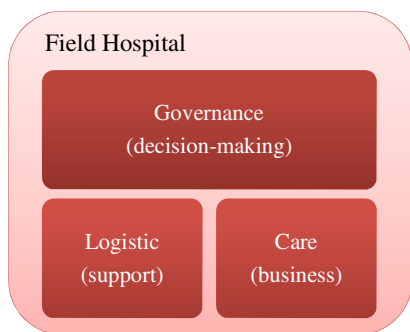 Field Hospital
Governance
(decision-making)
Logistic
(support)
Care
(business)